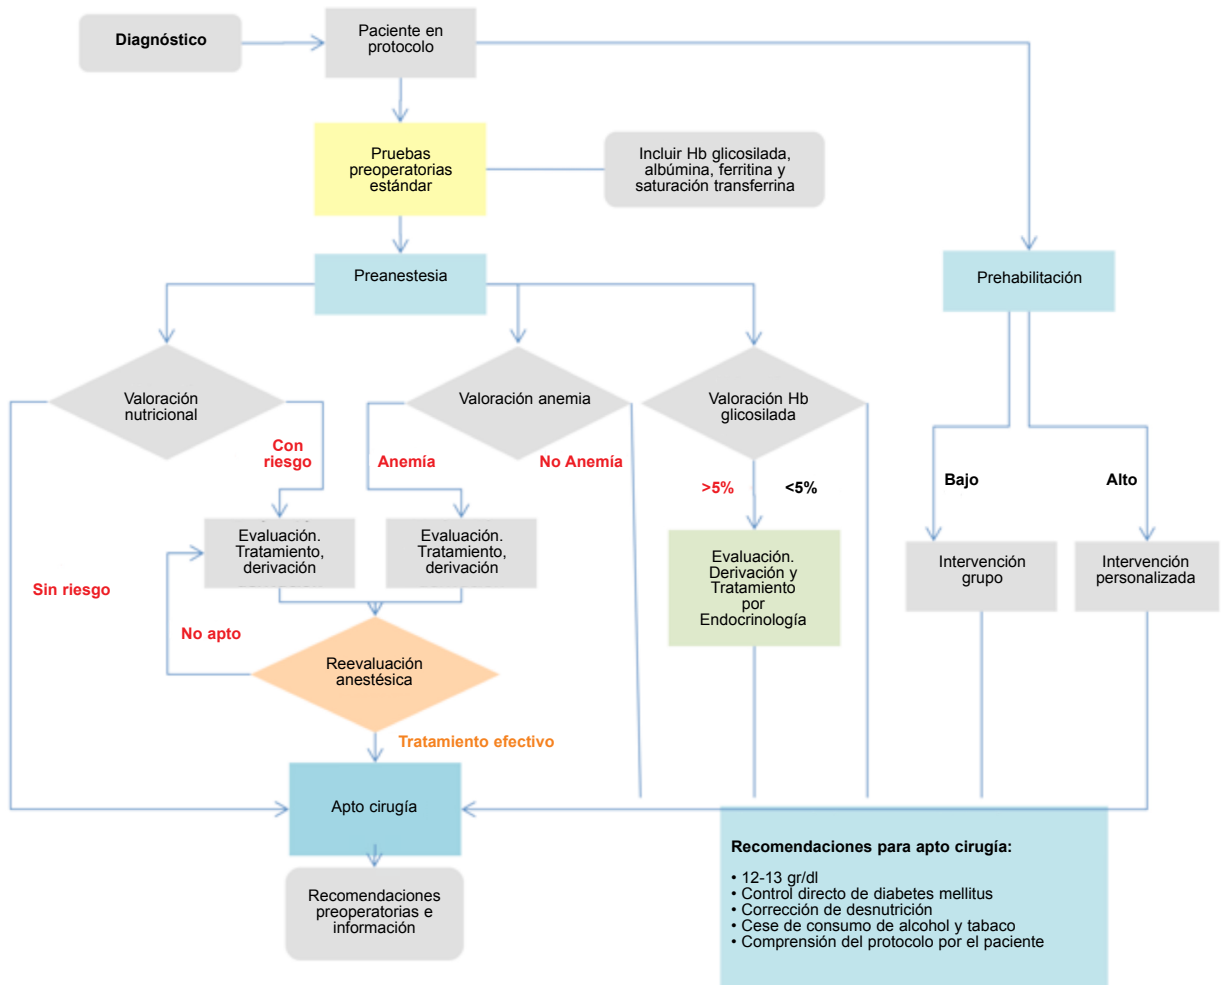 Diagnóstico
Paciente en
protocolo
Pruebas
preoperatorias
estándar
Incluir Hb glicosilada,
albúmina, ferritina y
saturación transferrina
Preanestesia
Prehabilitación
Valoración
nutricional
Valoración anemia
Valoración Hb
glicosilada
Con
riesgo
Anemía
No Anemía
>5%
<5%
Bajo
Alto
Evaluación.
Tratamiento,
derivación
Evaluación.
Tratamiento,
derivación
Evaluación.
Derivación y
Tratamiento
por
Endocrinología
Intervención
grupo
Intervención
personalizada
Sin riesgo
No apto
Reevaluación
anestésica
Tratamiento efectivo
Apto cirugía
Recomendaciones
preoperatorias e
información
Recomendaciones para apto cirugía:
• 12-13 gr/dl
• Control directo de diabetes mellitus
• Corrección de desnutrición
• Cese de consumo de alcohol y tabaco
• Comprensión del protocolo por el paciente